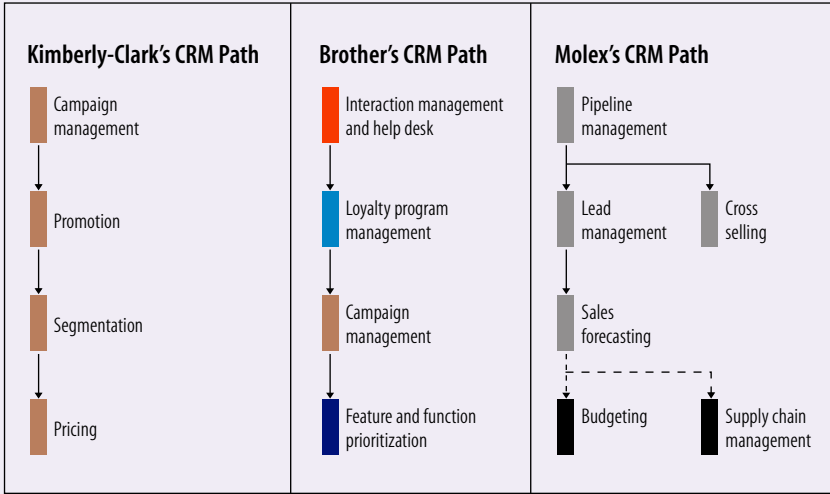 Kimberly-Clark's CRM Path
Campaign
management
Promotion
Segmentation
Pricing
Brother's CRM Path
Interaction management
and help desk
Loyalty program
management
Campaign
management
Feature and function
prioritization
Molex's CRM Path
Pipeline
management
Lead
management
Cross
selling
Sales
forecasting
Budgeting
Supply chain
management